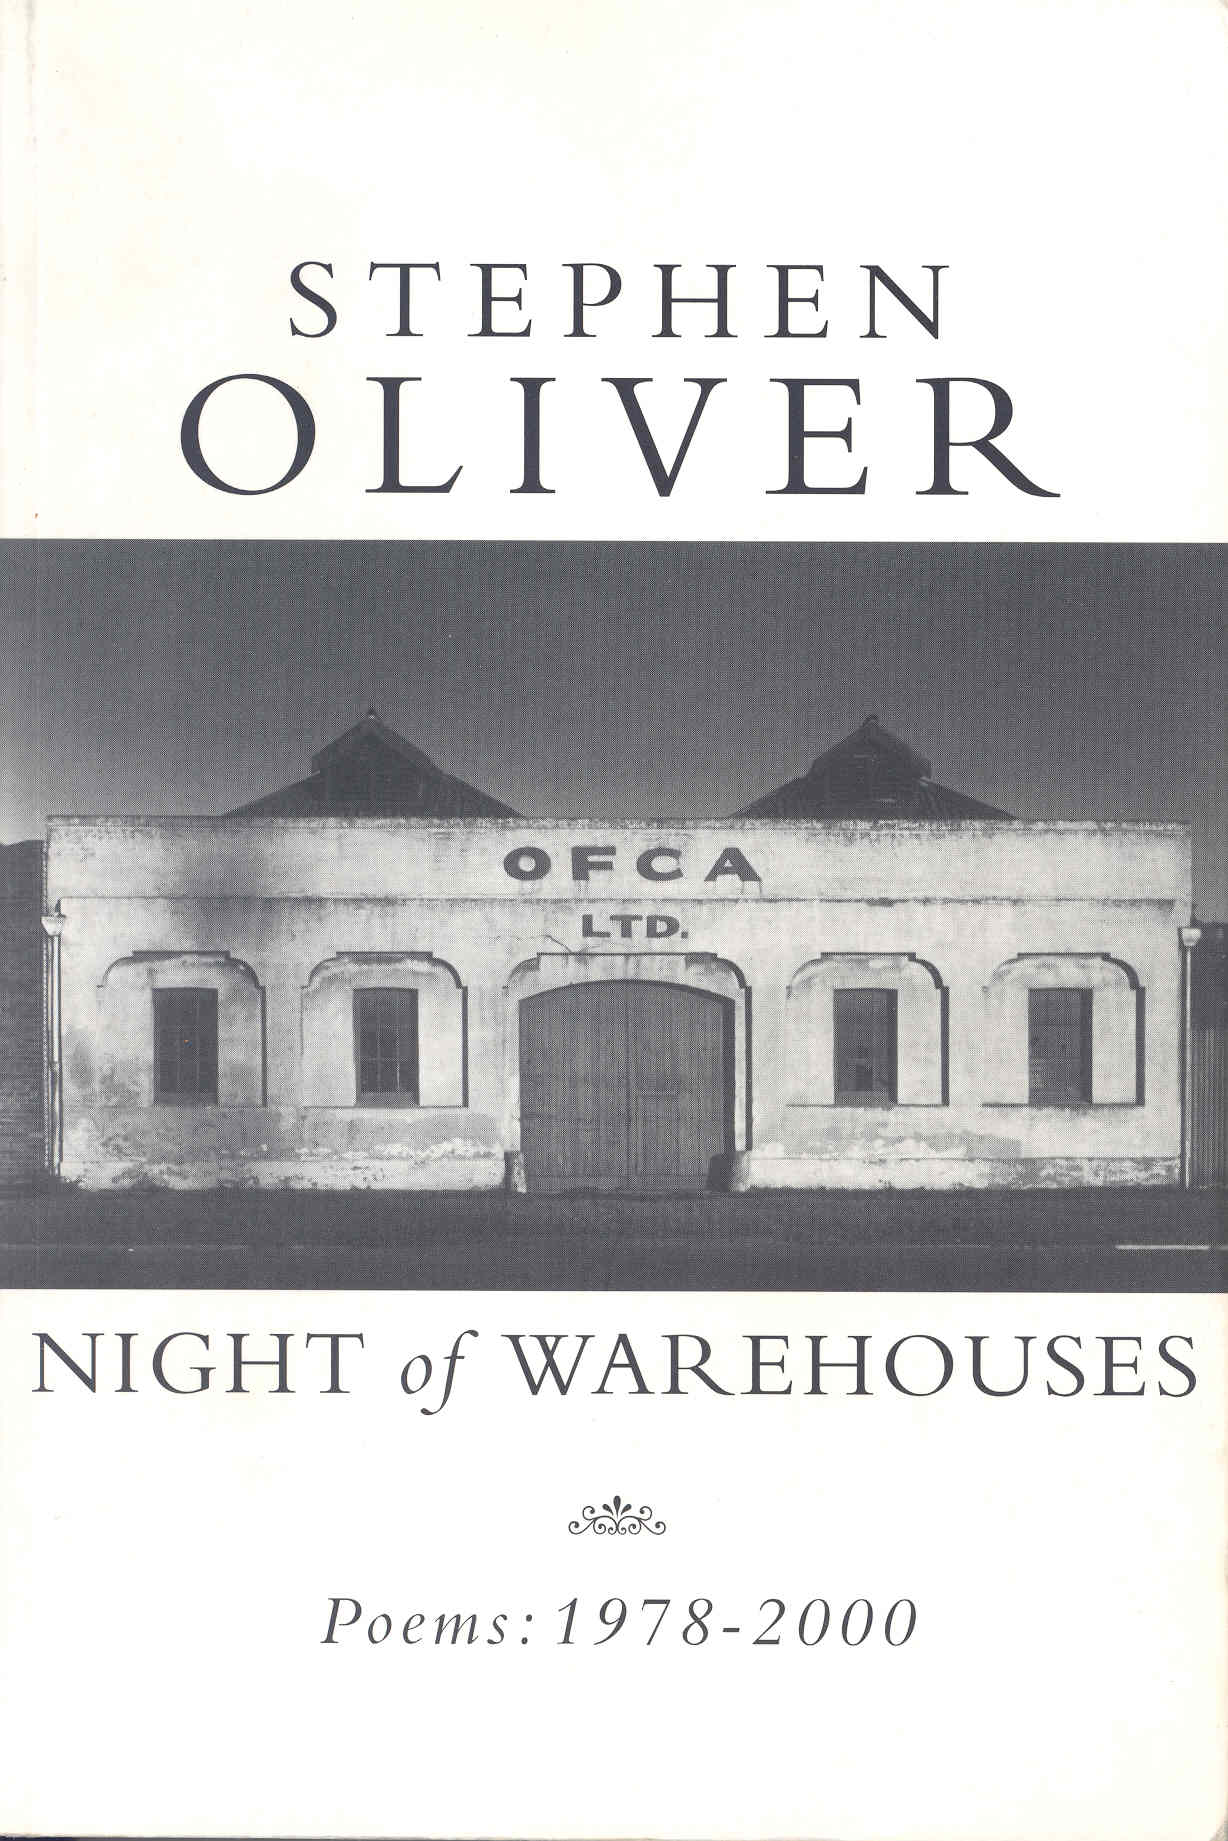 STEPHEN
OLIVER
OFCA
LTD.
NIGHT of WAREHOUSES
Poems: 1978-2000